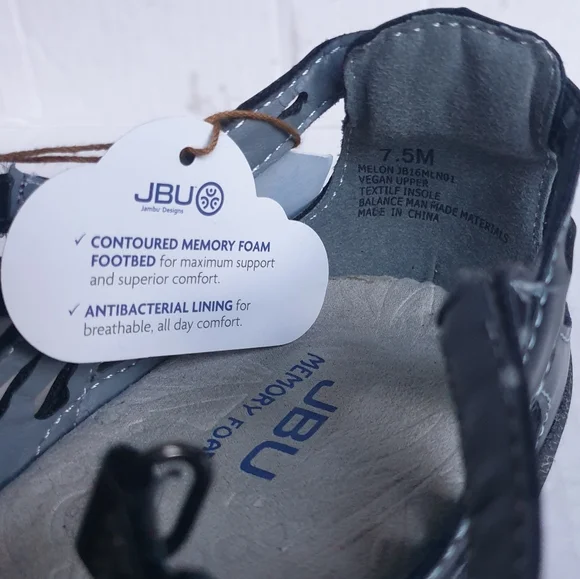 JBU
Jambu Designs
✓ CONTOURED MEMORY FOAM
FOOTBED for maximum support
and superior comfort.
✓ ANTIBACTERIAL LINING for
breathable, all day comfort.
7.5M
MELON JB16MLN01
VEGAN UPPER
TEXTILE INSOLE
BALANCE MAN MADE MATERIALS
MADE IN CHINA
JBU
MEMORY FOA